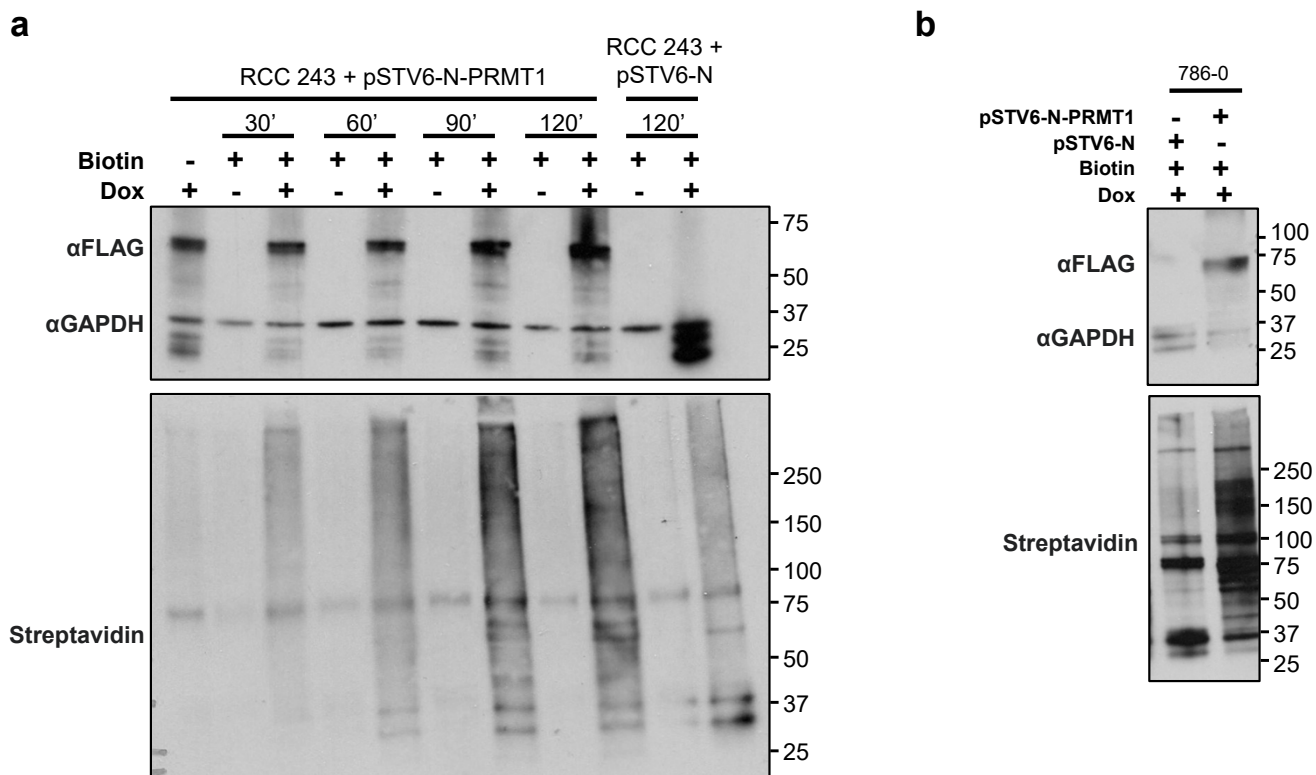 a
RCC 243 + pSTV6-N-PRMT1
RCC 243 +
pSTV6-N
30’ 60’ 90’ 120’ 120’
Biotin - + + + + + + + + + +
Dox + - + - + - + - + - +
αFLAG
αGAPDH
75
50
37
25
Streptavidin
250
150
100
75
50
37
25
b
786-0
pSTV6-N-PRMT1 - +
pSTV6-N + -
Biotin + +
Dox + +
αFLAG
αGAPDH
100
75
50
37
25
Streptavidin
250
150
100
75
50
37
25